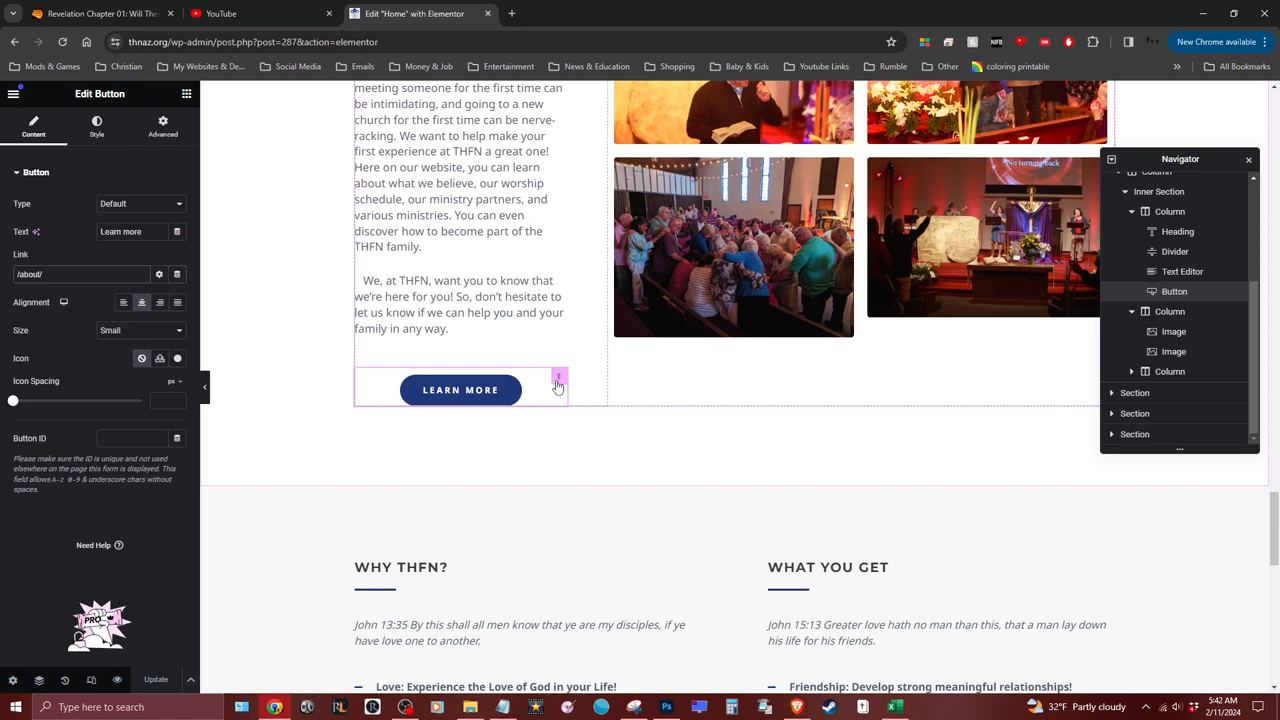 Revelation Chapter 01: Wi
YouTube
Edit "Home" with Elementor
thnaz.org/wp-admin/post.php?post=287&action=elementor
New Chrome available
Mods & Games
Christian
My Websites & De...
Social Media
Emails
Money & Job
Entertainment
News & Education
Shopping
Baby & Kids
Youtube Links
Rumble
Other
coloring printable
All Bookmarks
Edit Button
Content
Style
Advanced
Button
Type
Default
Text
Learn more
Link
/about/
Alignment
Size
Small
Icon
Icon Spacing
px
Button ID
Please make sure the ID is unique and not used
elsewhere on the page this form is displayed. This
field allows A-z 0-9 & underscore chars without
spaces.
Need Help
PRO
Update
meeting someone for the first time can
be intimidating, and going to a new
church for the first time can be nerve-
racking. We want to help make your
first experience at THFN a great one!
Here on our website, you can learn
about what we believe, our worship
schedule, our ministry partners, and
various ministries. You can even
discover how to become part of the
THFN family.
We, at THFN, want you to know that
we're here for you! So, don't hesitate to
let us know if we can help you and your
family in any way.
LEARN MORE
No turning back
Navigator
Column
Inner Section
Column
Heading
Divider
Text Editor
Button
Column
Image
Image
Column
Section
Section
Section
WHY THFN?
John 13:35 By this shall all men know that ye are my disciples, if ye
have love one to another.
Love: Experience the Love of God in your Life!
WHAT YOU GET
John 15:13 Greater love hath no man than this, that a man lay down
his life for his friends.
Friendship: Develop strong meaningful relationships!
Type here to search
32°F Partly cloudy
5:42 AM
2/11/2024